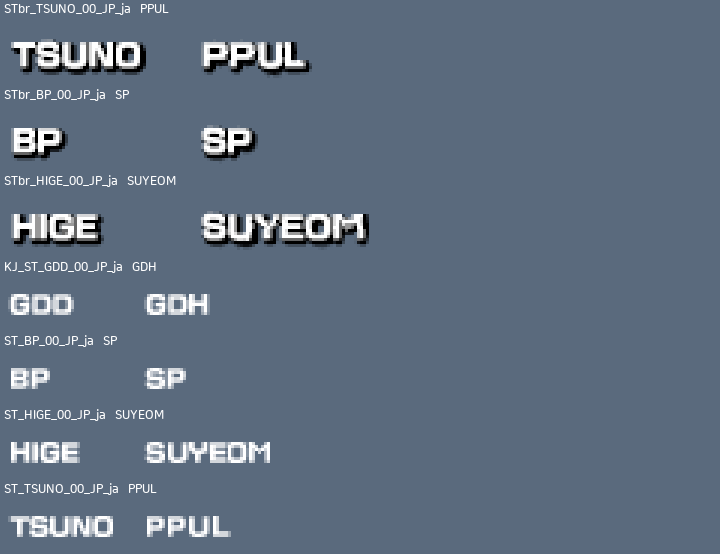 STbr_TSUNO_00_JP_ja PPUL
TSUNO PPUL
STbr_BP_00_JP_ja SP
BP SP
STbr_HIGE_00_JP_ja SUYEOM
HIGE SUYEOM
KJ_ST_GDD_00_JP_ja GDH
GDD GDH
ST_BP_00_JP_ja SP
BP SP
ST_HIGE_00_JP_ja SUYEOM
HIGE SUYEOM
ST_TSUNO_00_JP_ja PPUL
TSUNO PPUL